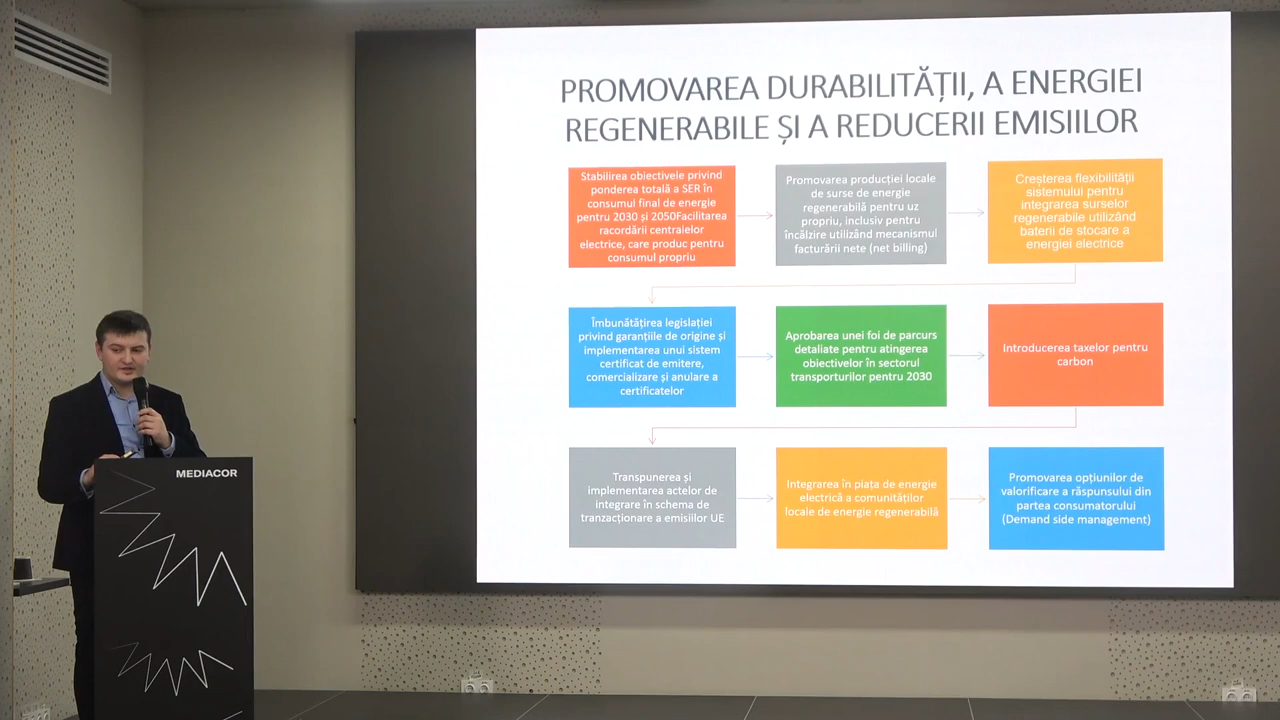 PROMOVAREA DURABILITĂȚII, A ENERGIEI
REGENERABILE ȘI A REDUCERII EMISIILOR
Stabilirea obiectivele privind
ponderea totală a SER în
consumul final de energie
pentru 2030 și 2050Facilitarea
racordării centralelor
electrice, care produc pentru
consumul propriu
Promovarea producției locale
de surse de energie
regenerabilă pentru uz
propriu, inclusiv pentru
încălzire utilizând mecanismul
facturării nete (net billing)
Creșterea flexibilității
sistemului pentru
integrarea surselor
regenerabile utilizând
baterii de stocare a
energiei electrice
Îmbunătățirea legislației
privind garanțiile de origine și
implementarea unui sistem
certificat de emitere,
comercializare și anulare a
certificatelor
Aprobarea unei foi de parcurs
detaliate pentru atingerea
obiectivelor în sectorul
transporturilor pentru 2030
Introducerea taxelor pentru
carbon
Transpunerea și
implementarea actelor de
integrare în schema de
tranzacționare a emisiilor UE
Integrarea în piața de energie
electrică a comunităților
locale de energie regenerabilă
Promovarea opțiunilor de
valorificare a răspunsului din
partea consumatorului
(Demand side management)
MEDIACOR